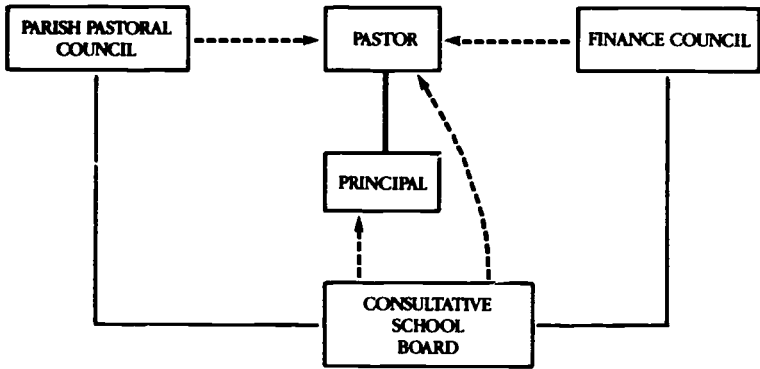 PARISH PASTORAL
COUNCIL
PASTOR
FINANCE COUNCIL
PRINCIPAL
CONSULTATIVE
SCHOOL
BOARD